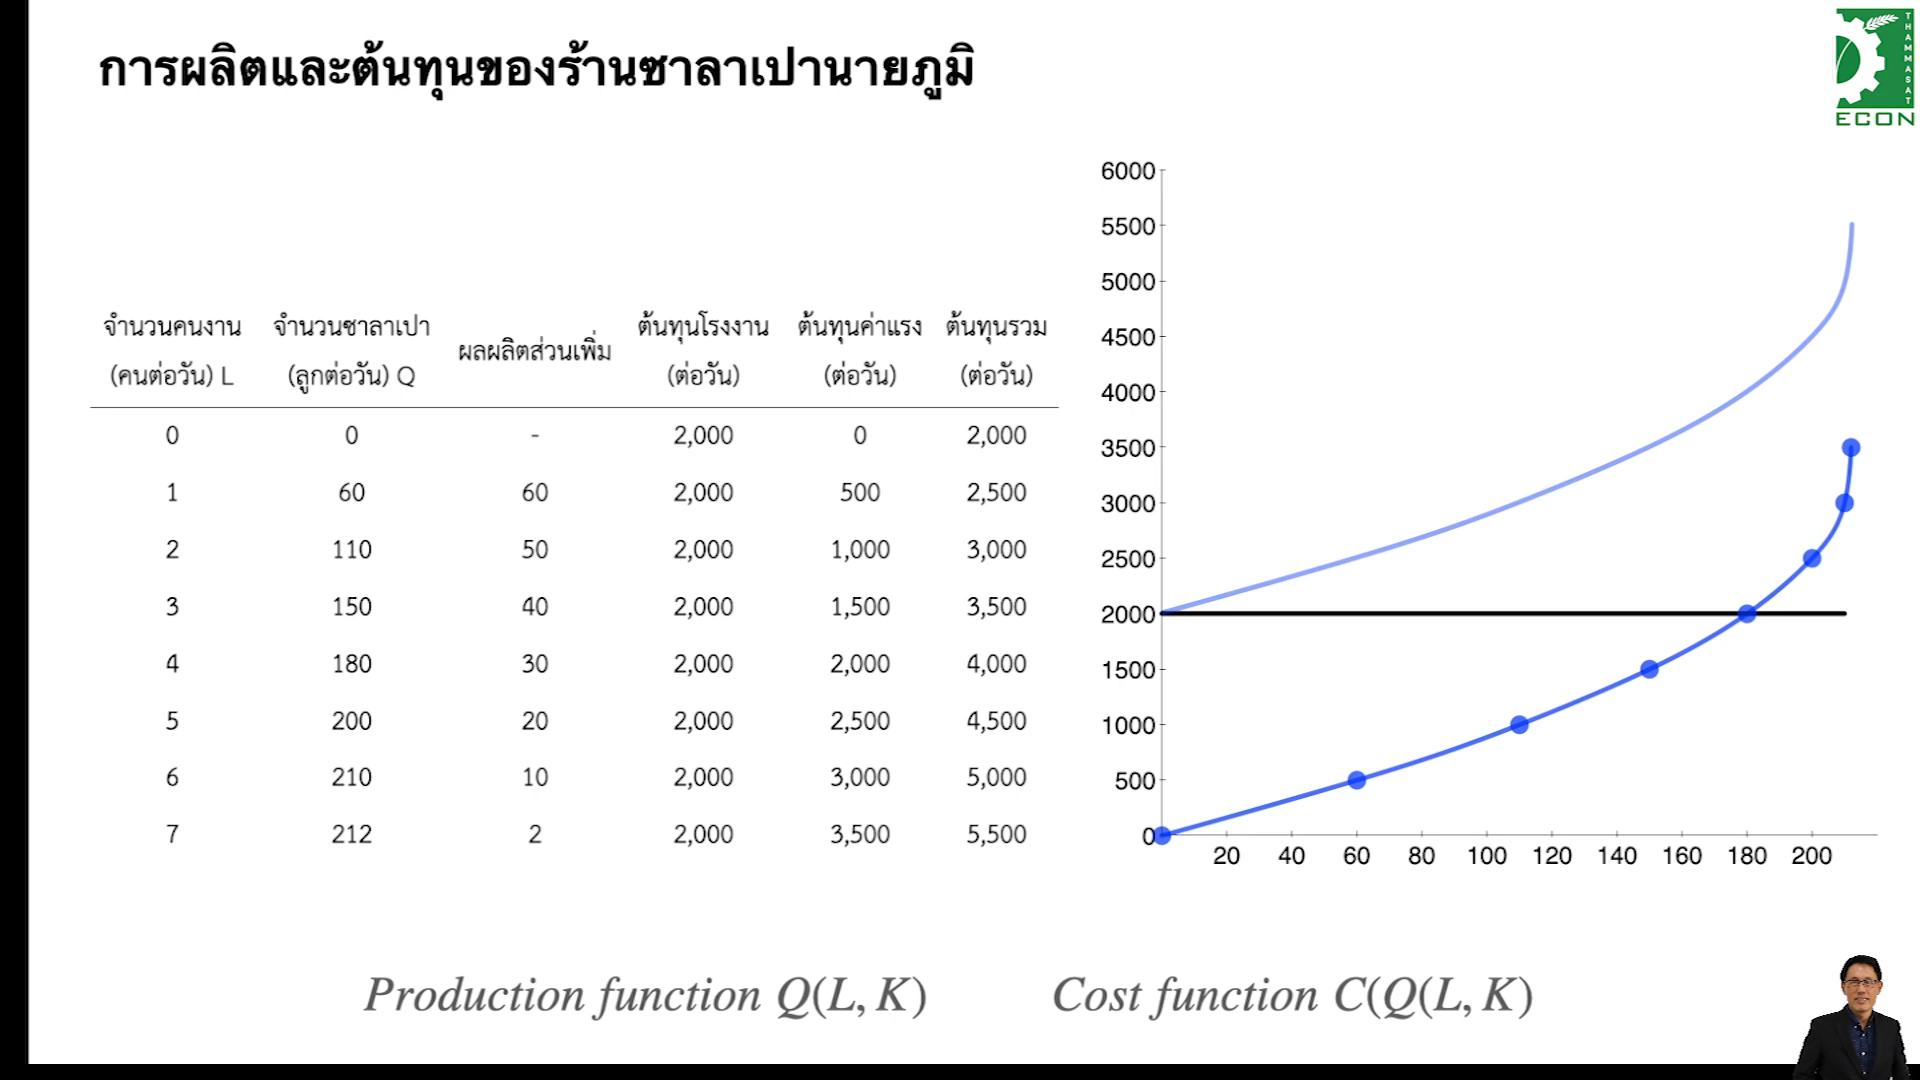 การผลิตและต้นทุนของร้านซาลาเปานายภูมิ
THAMMASAT
ECON
จำนวนคนงาน จำนวนซาลาเปา ผลผลิตส่วนเพิ่ม ต้นทุนโรงงาน ต้นทุนค่าแรง ต้นทุนรวม
(คนต่อวัน) L (ลูกต่อวัน) Q (ต่อวัน) (ต่อวัน) (ต่อวัน)
0 0 - 2,000 0 2,000
1 60 60 2,000 500 2,500
2 110 50 2,000 1,000 3,000
3 150 40 2,000 1,500 3,500
4 180 30 2,000 2,000 4,000
5 200 20 2,000 2,500 4,500
6 210 10 2,000 3,000 5,000
7 212 2 2,000 3,500 5,500
6000
5500
5000
4500
4000
3500
3000
2500
2000
1500
1000
500
0
20 40 60 80 100 120 140 160 180 200
Production function Q(L, K)
Cost function C(Q(L, K)